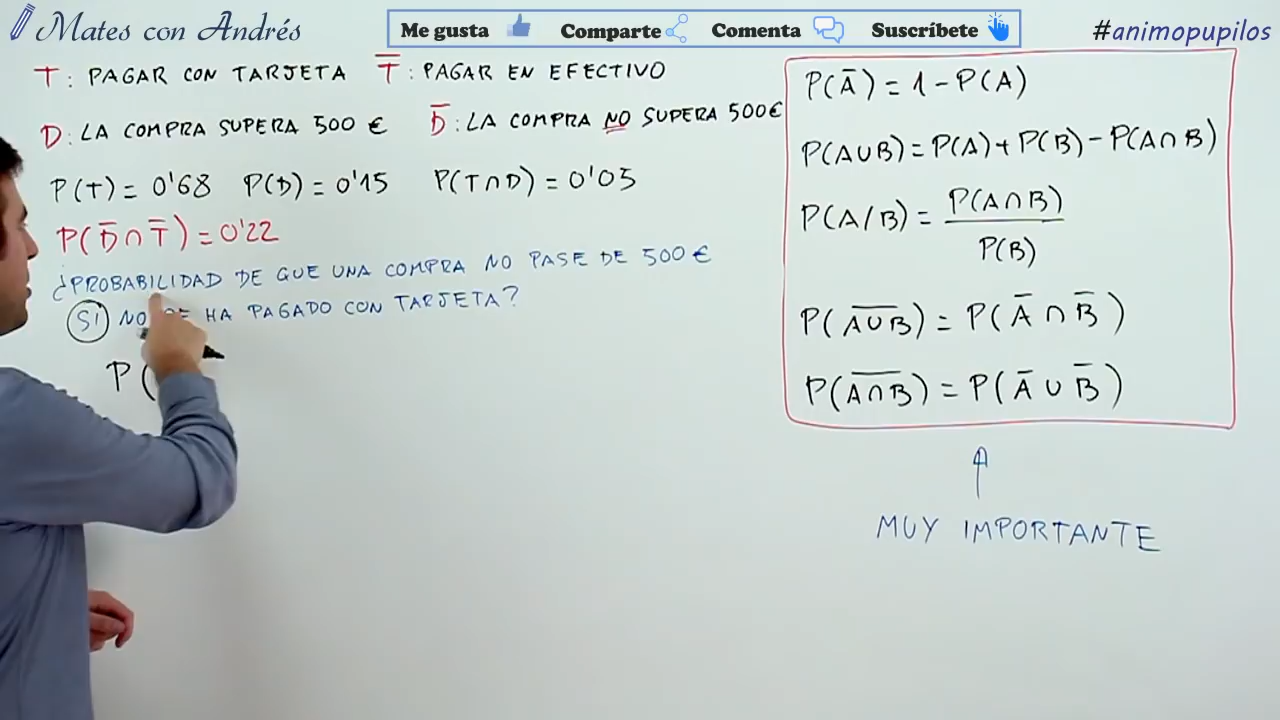 Mates con Andrés
Me gusta Comparte Comenta Suscríbete
#animopupilos
T: PAGAR CON TARJETA T̅: PAGAR EN EFECTIVO
D: LA COMPRA SUPERA 500 € D̅: LA COMPRA NO SUPERA 500€
P(T) = 0'68 P(D) = 0'15 P(T∩D) = 0'05
P(D̅∩T̅) = 0'22
¿PROBABILIDAD DE QUE UNA COMPRA NO PASE DE 500 €
SI NO HA PAGADO CON TARJETA?
P(
P(A̅) = 1 - P(A)
P(A∪B) = P(A) + P(B) - P(A∩B)
P(A/B) = P(A∩B)
P(B)
P(A̅∪̅B̅) = P(A̅ ∩ B̅)
P(A̅∩̅B̅) = P(A̅ ∪ B̅)
MUY IMPORTANTE